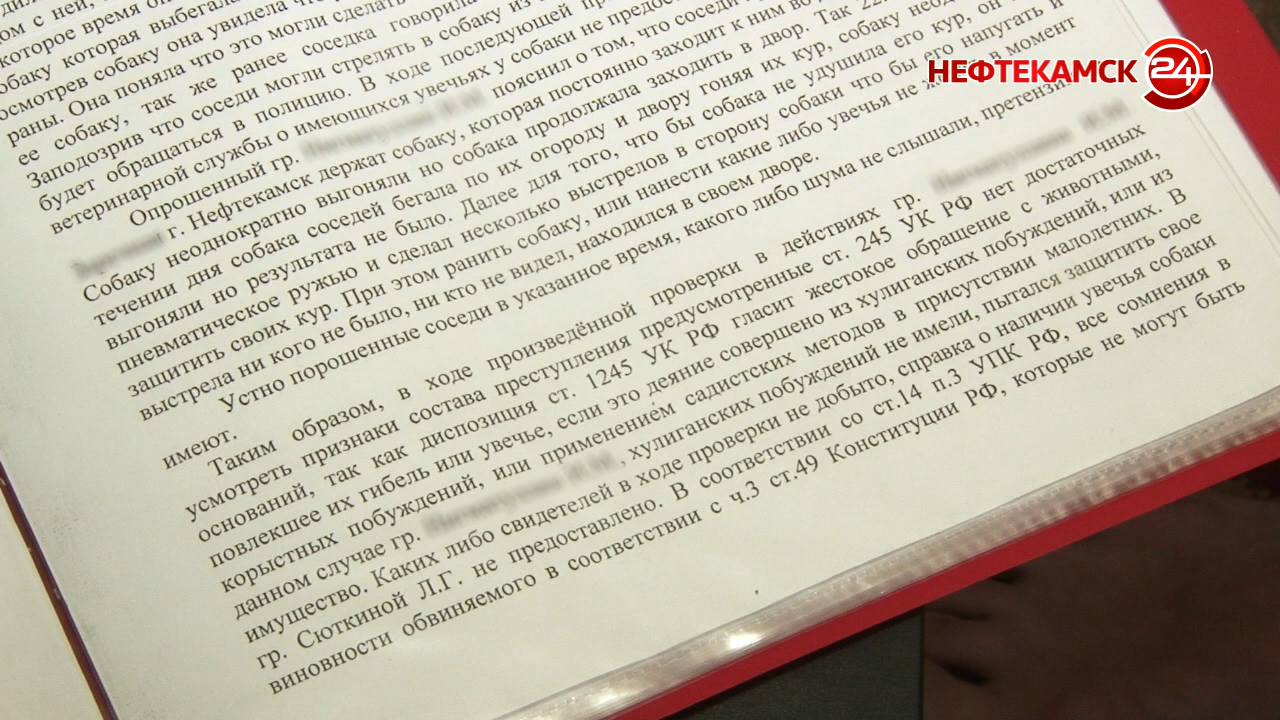 НЕФТЕКАМСК 24
ом с ней,
которое время
собаку которая выбегала
осмотрев собаку она увидела
раны. Она поняла что это могли сделать
ее собаку, так же ранее соседка говорила
Заподозрив что соседи могли стрелять в собаку из
будет обращаться в полицию. В ходе последующей
ветеринарной службы о имеющихся увечьях у собаки не
Опрошенный гр. пояснил о том, что соседи
г. Нефтекамск держат собаку, которая постоянно заходит к ним во
Собаку неоднократно выгоняли но собака продолжала заходить в двор. Так
течении дня собака соседей бегала по их огороду и двору гоняя их кур, собаку
выгоняли но результата не было. Далее для того, что бы собака не удушила его кур, он
пневматическое ружью и сделал несколько выстрелов в сторону собаки что бы его напугать и
защитить своих кур. При этом ранить собаку, или нанести какие либо увечья не в момент
выстрела ни кого не было, ни кто не видел, находился в своем дворе.
Устно порошенные соседи в указанное время, какого либо шума не слышали,
имеют.
Таким образом, в ходе произведённой проверки в действиях гр.
усмотреть признаки состава преступления предусмотренные ст. 245 УК РФ нет достаточных
оснований, так как диспозиция ст. 1245 УК РФ гласит жестокое обращение с животными,
повлекшее их гибель или увечье, если это деяние совершено из хулиганских побуждений, или из
корыстных побуждений, или применением садистских методов в присутствии малолетних. В
данном случае гр. , хулиганских побуждений не имели, пытался защитить свое
имущество. Каких либо свидетелей в ходе проверки не добыто, справка о наличии увечья собаки
гр. Сюткиной Л.Г. не предоставлено. В соответствии со ст.14 п.3 УПК РФ, все сомнения в
виновности обвиняемого в соответствии с ч.3 ст.49 Конституции РФ, которые не могут быть